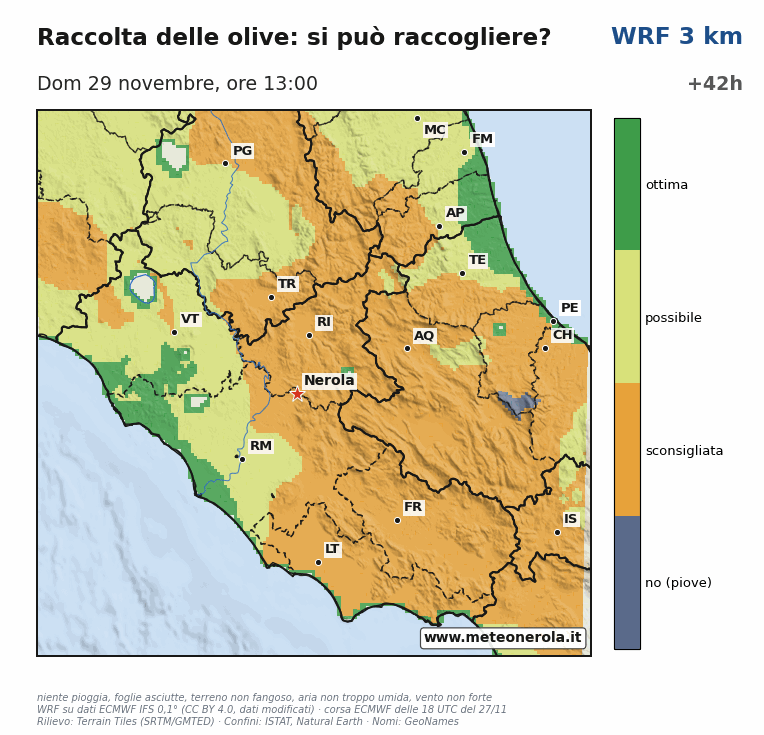 Raccolta delle olive: si può raccogliere?
WRF 3 km
Dom 29 novembre, ore 13:00
+42h
MC
FM
PG
AP
TE
TR
PE
VT
RI
AQ
CH
Nerola
RM
FR
IS
LT
www.meteonerola.it
ottima
possibile
sconsigliata
no (piove)
niente pioggia, foglie asciutte, terreno non fangoso, aria non troppo umida, vento non forte
WRF su dati ECMWF IFS 0,1° (CC BY 4.0, dati modificati) · corsa ECMWF delle 18 UTC del 27/11
Rilievo: Terrain Tiles (SRTM/GMTED) · Confini: ISTAT, Natural Earth · Nomi: GeoNames